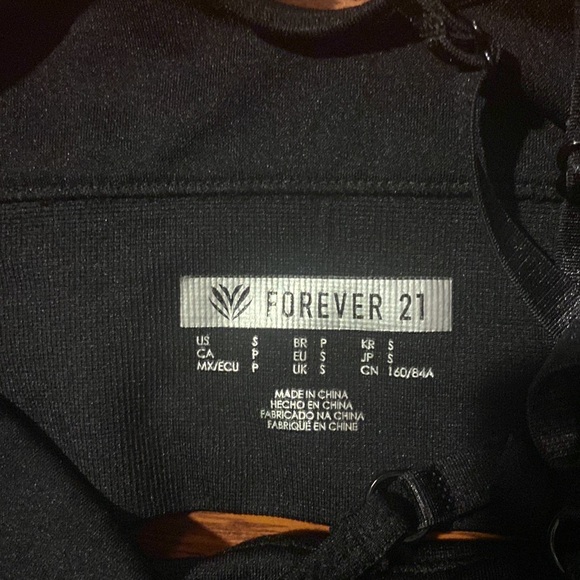 FOREVER 21
US S BR P KR S
CA P EU S JP S
MX/ECU P UK S CN 160/84A
MADE IN CHINA
HECHO EN CHINA
FABRICADO NA CHINA
FABRIQUÉ EN CHINE